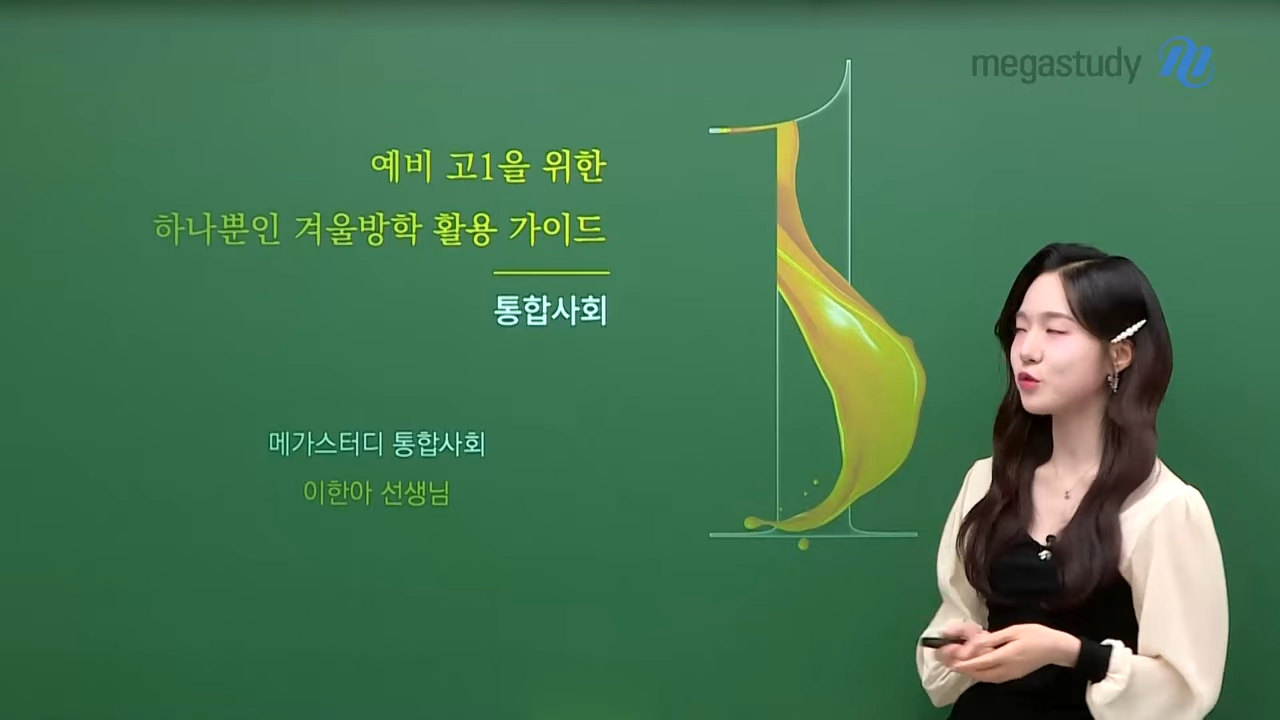 megastudy
예비 고1을 위한
하나뿐인 겨울방학 활용 가이드
통합사회
메가스터디 통합사회
이한아 선생님